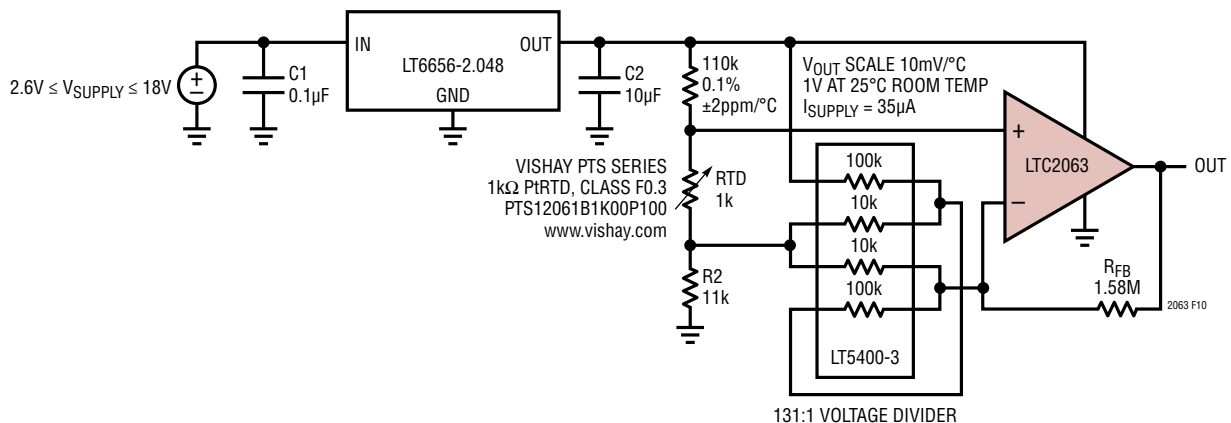 2.6V ≤ VSUPPLY ≤ 18V
+
–
C1
0.1µF
IN
OUT
LT6656-2.048
GND
C2
10µF
110k
0.1%
±2ppm/°C
VOUT SCALE 10mV/°C
1V AT 25°C ROOM TEMP
ISUPPLY = 35µA
VISHAY PTS SERIES
1kΩ PtRTD, CLASS F0.3
PTS12061B1K00P100
www.vishay.com
RTD
1k
R2
11k
100k
10k
10k
100k
LT5400-3
131:1 VOLTAGE DIVIDER
+
–
LTC2063
OUT
RFB
1.58M
2063 F10